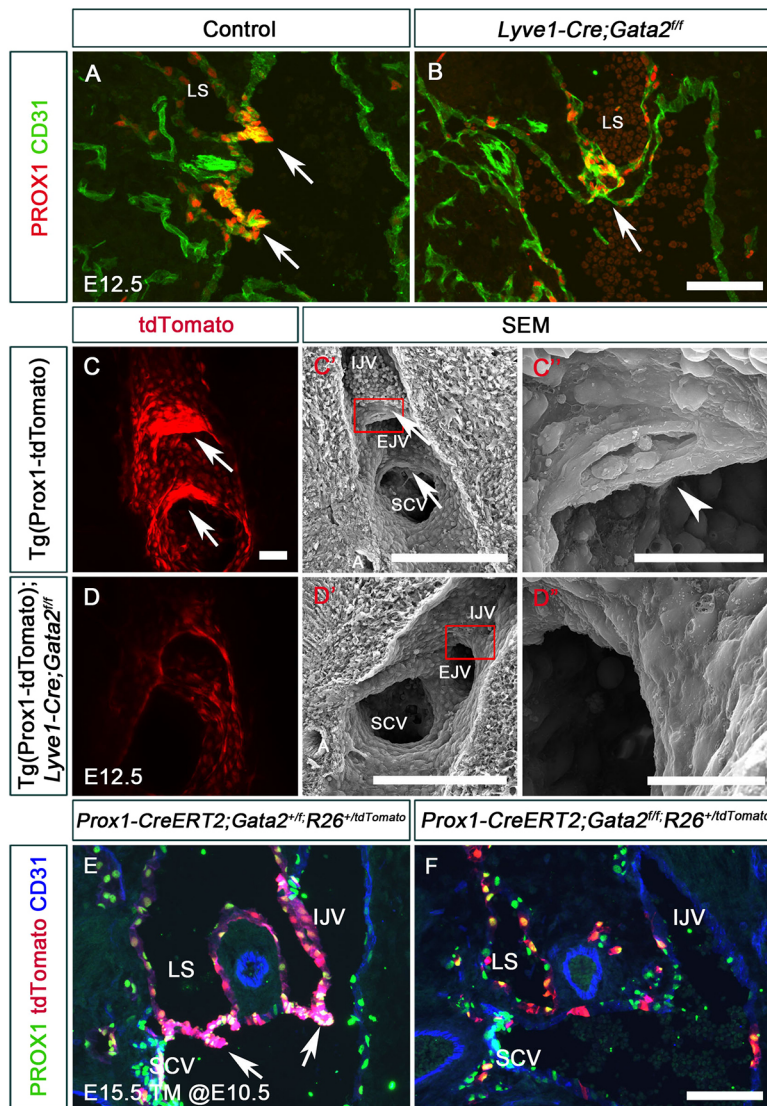 Control
Lyve1-Cre;Gata2f/f
PROX1 CD31
A
LS
E12.5
B
LS
tdTomato
SEM
Tg(Prox1-tdTomato)
C
C'
IJV
EJV
SCV
A
C''
Tg(Prox1-tdTomato);
Lyve1-Cre;Gata2f/f
D
E12.5
D'
IJV
EJV
SCV
D''
Prox1-CreERT2;Gata2+/f;R26+/tdTomato
Prox1-CreERT2;Gata2f/f;R26+/tdTomato
PROX1 tdTomato CD31
E
IJV
LS
SCV
E15.5 TM @E10.5
F
IJV
LS
SCV